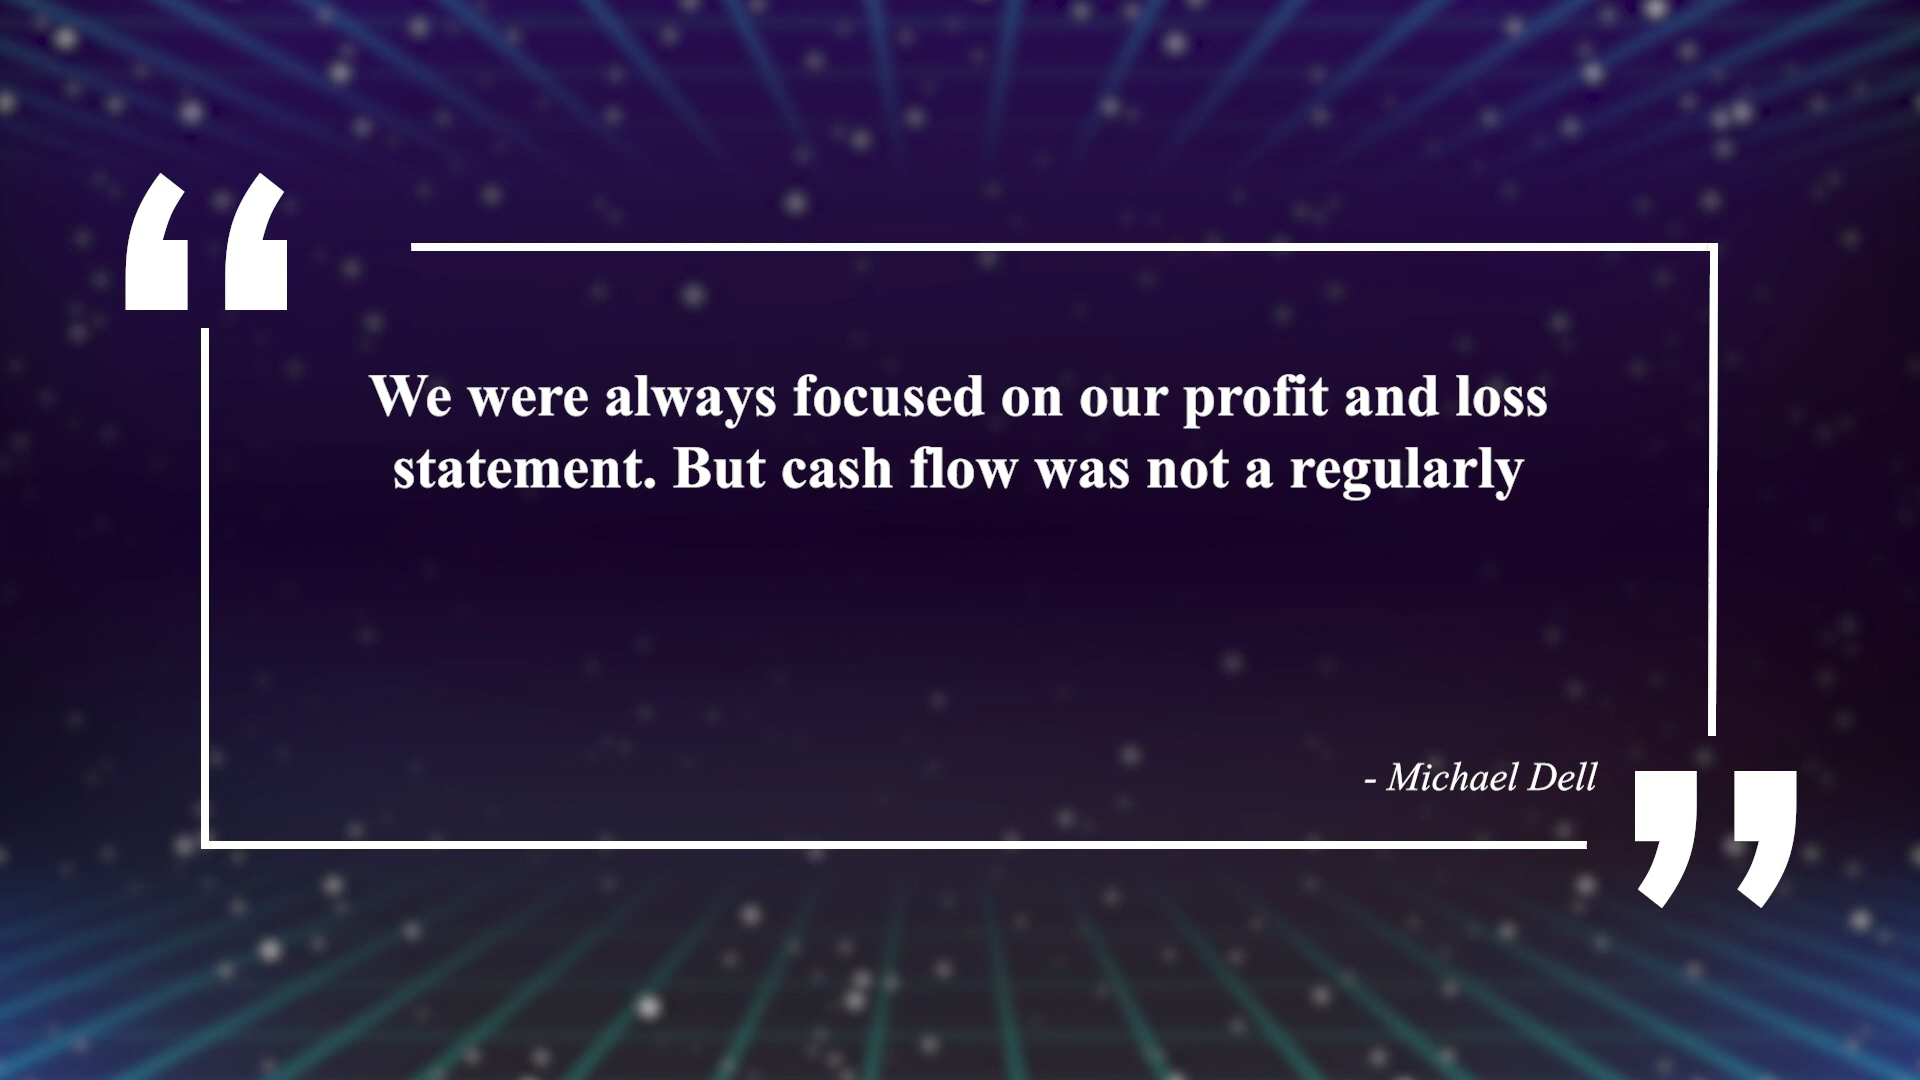 “
We were always focused on our profit and loss
statement. But cash flow was not a regularly
- Michael Dell
”